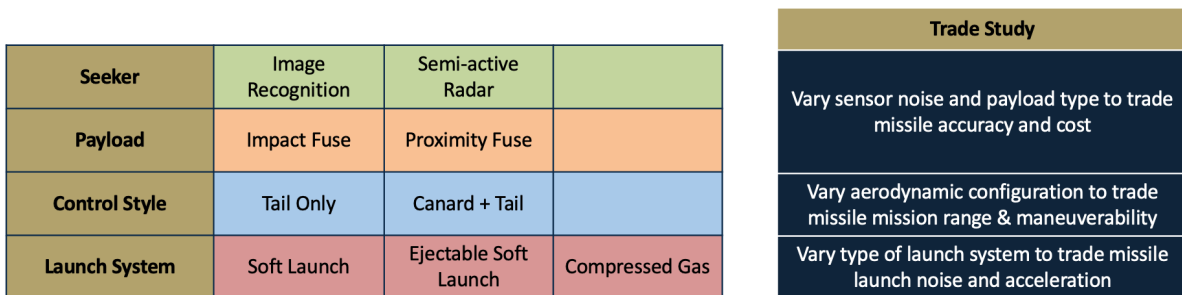 Trade Study
Seeker
Image
Recognition
Semi-active
Radar
Vary sensor noise and payload type to trade
missile accuracy and cost
Payload
Impact Fuse
Proximity Fuse
Control Style
Tail Only
Canard + Tail
Vary aerodynamic configuration to trade
missile mission range & maneuverability
Launch System
Soft Launch
Ejectable Soft
Launch
Compressed Gas
Vary type of launch system to trade missile
launch noise and acceleration